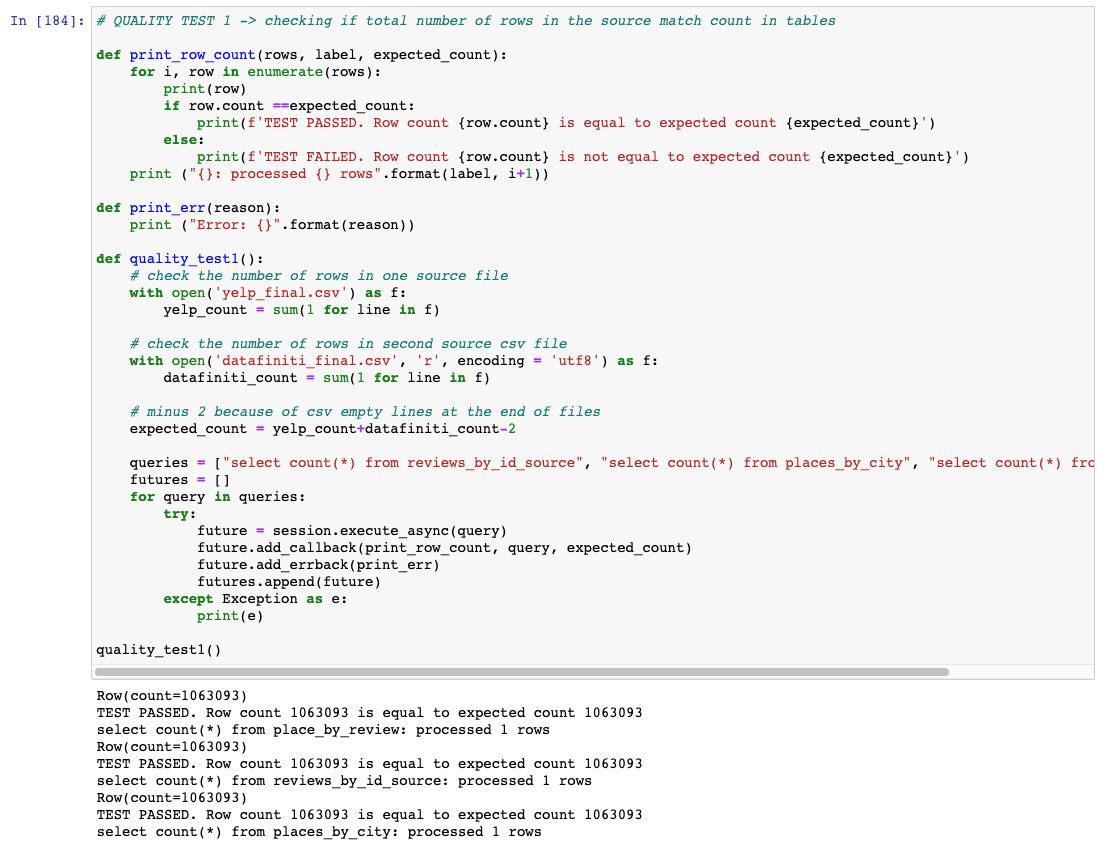 In [184]: # QUALITY TEST 1 -> checking if total number of rows in the source match count in tables

def print_row_count(rows, label, expected_count):
    for i, row in enumerate(rows):
        print(row)
        if row.count ==expected_count:
            print(f'TEST PASSED. Row count {row.count} is equal to expected count {expected_count}')
        else:
            print(f'TEST FAILED. Row count {row.count} is not equal to expected count {expected_count}')
    print ("{}: processed {} rows".format(label, i+1))

def print_err(reason):
    print ("Error: {}".format(reason))

def quality_test1():
    # check the number of rows in one source file
    with open('yelp_final.csv') as f:
        yelp_count = sum(1 for line in f)

    # check the number of rows in second source csv file
    with open('datafiniti_final.csv', 'r', encoding = 'utf8') as f:
        datafiniti_count = sum(1 for line in f)

    # minus 2 because of csv empty lines at the end of files
    expected_count = yelp_count+datafiniti_count-2

    queries = ["select count(*) from reviews_by_id_source", "select count(*) from places_by_city", "select count(*) fro
    futures = []
    for query in queries:
        try:
            future = session.execute_async(query)
            future.add_callback(print_row_count, query, expected_count)
            future.add_errback(print_err)
            futures.append(future)
        except Exception as e:
            print(e)

quality_test1()

Row(count=1063093)
TEST PASSED. Row count 1063093 is equal to expected count 1063093
select count(*) from place_by_review: processed 1 rows
Row(count=1063093)
TEST PASSED. Row count 1063093 is equal to expected count 1063093
select count(*) from reviews_by_id_source: processed 1 rows
Row(count=1063093)
TEST PASSED. Row count 1063093 is equal to expected count 1063093
select count(*) from places_by_city: processed 1 rows